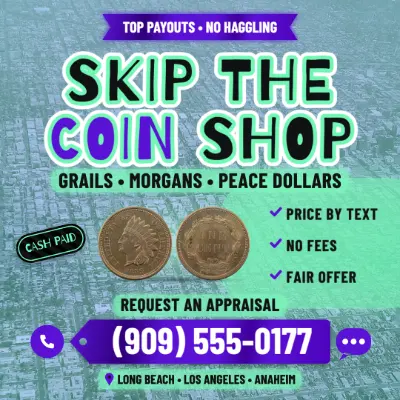 TOP PAYOUTS • NO HAGGLING
SKIP THE
COIN SHOP
GRAILS • MORGANS • PEACE DOLLARS
CASH PAID
PRICE BY TEXT
NO FEES
FAIR OFFER
REQUEST AN APPRAISAL
(909) 555-0177
LONG BEACH • LOS ANGELES • ANAHEIM